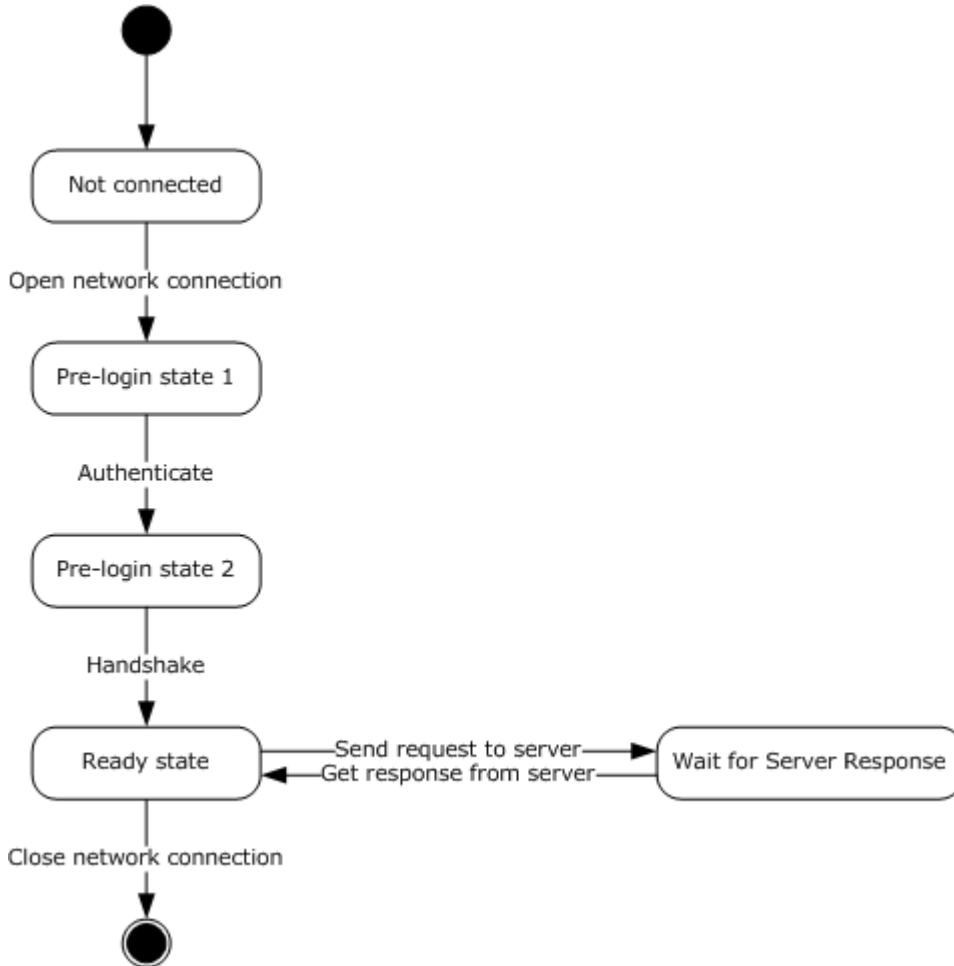 Not connected
Open network connection
Pre-login state 1
Authenticate
Pre-login state 2
Handshake
Ready state
Send request to server
Get response from server
Wait for Server Response
Close network connection